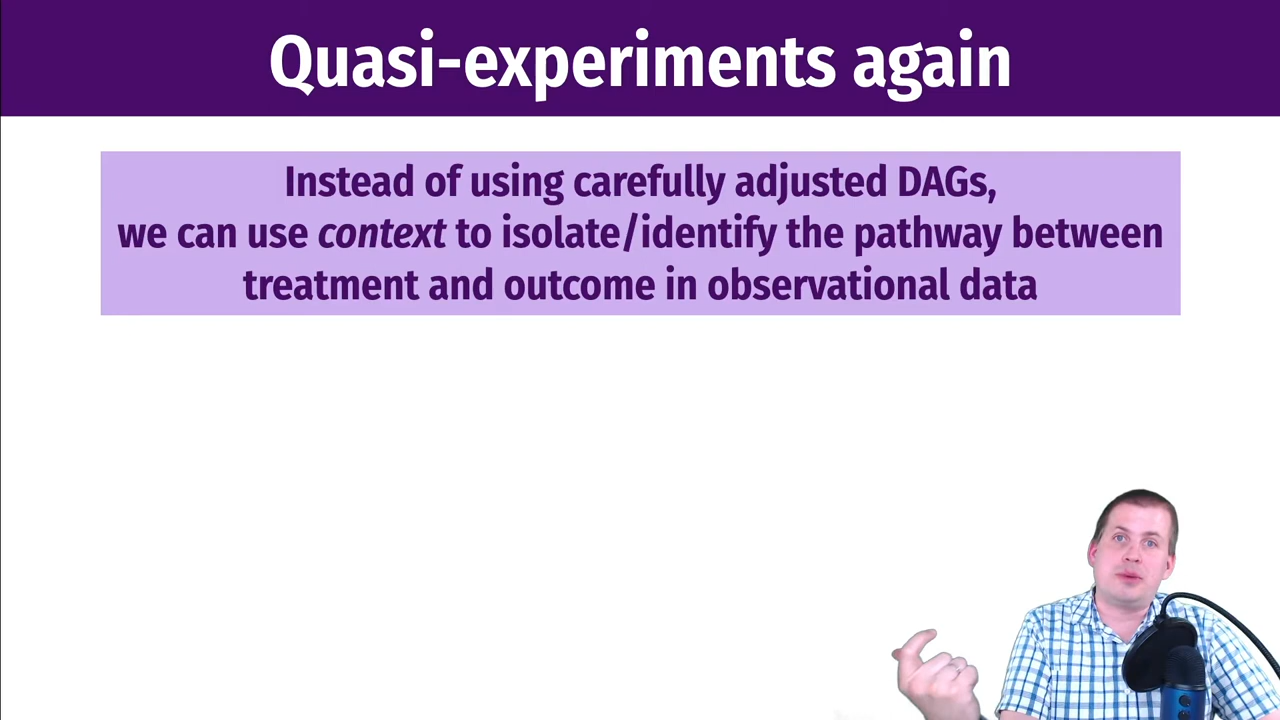 Quasi-experiments again
Instead of using carefully adjusted DAGs,
we can use context to isolate/identify the pathway between
treatment and outcome in observational data